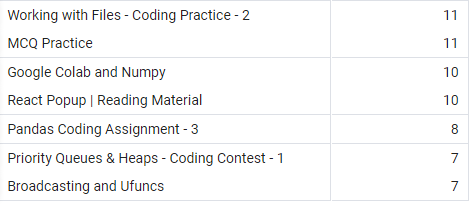 Working with Files - Coding Practice - 2 11
MCQ Practice 11
Google Colab and Numpy 10
React Popup | Reading Material 10
Pandas Coding Assignment - 3 8
Priority Queues & Heaps - Coding Contest - 1 7
Broadcasting and Ufuncs 7